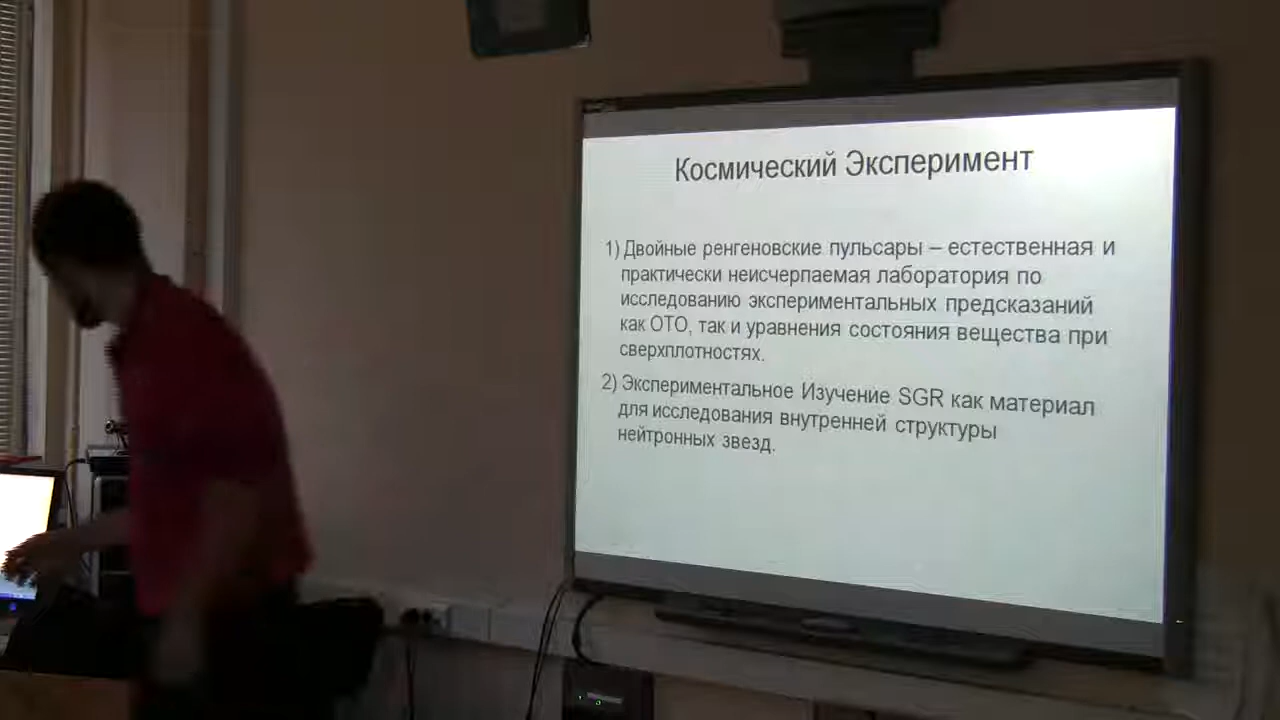 Космический Эксперимент
1) Двойные ренгеновские пульсары – естественная и
практически неисчерпаемая лаборатория по
исследованию экспериментальных предсказаний
как ОТО, так и уравнения состояния вещества при
сверхплотностях.
2) Экспериментальное Изучение SGR как материал
для исследования внутренней структуры
нейтронных звезд.